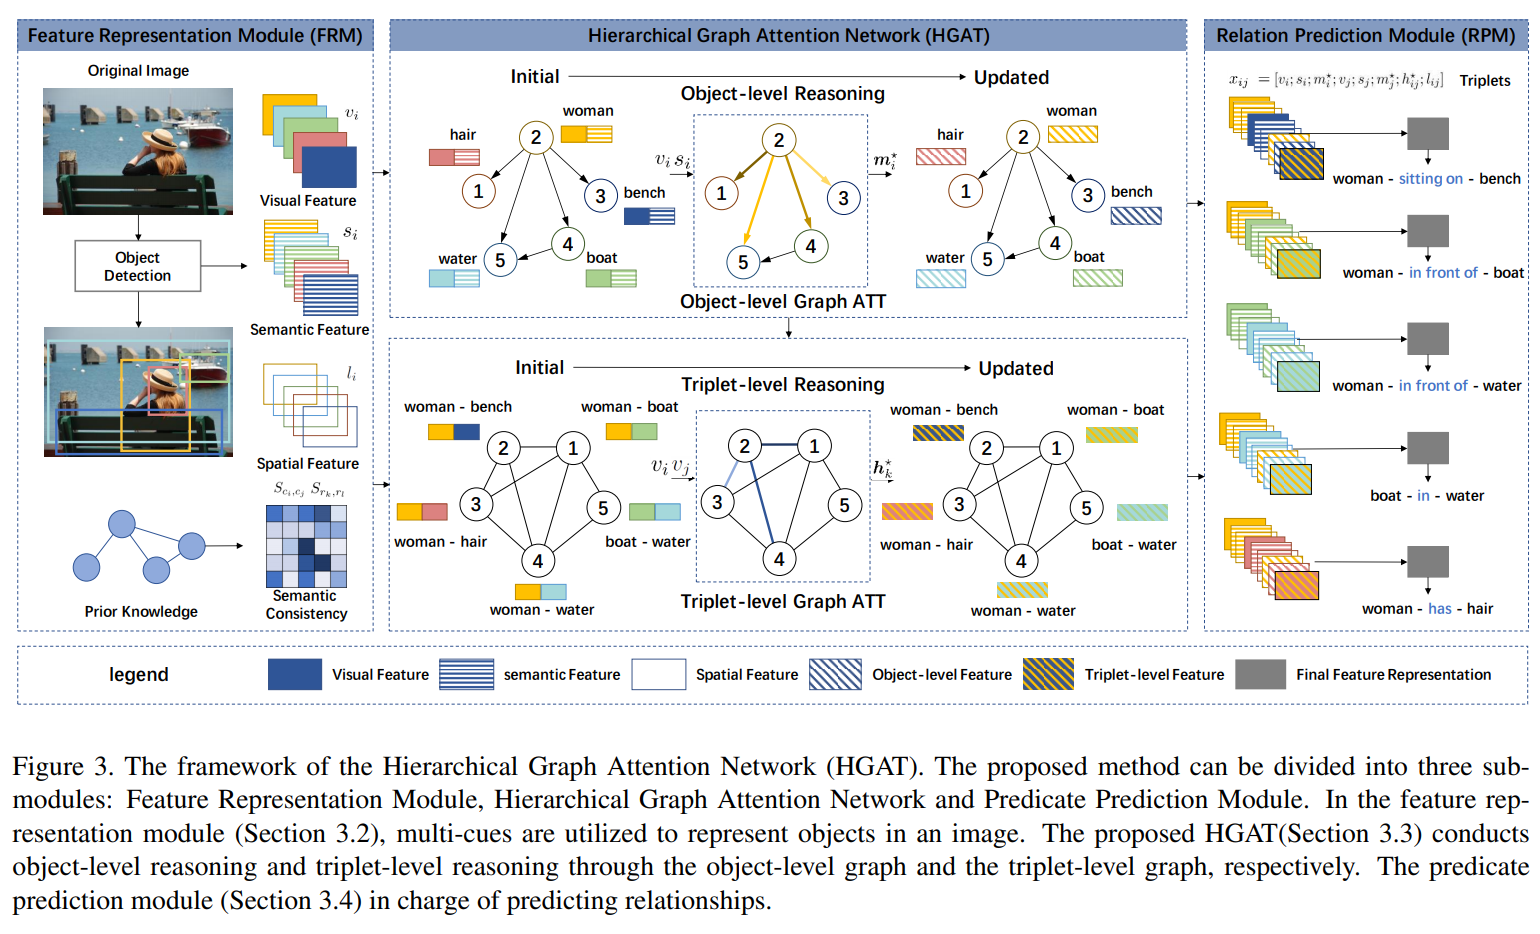 Feature Representation Module (FRM)
Original Image
v_i
Visual Feature
Object
Detection
s_i
Semantic Feature
l_i
Spatial Feature
S_{c_i,c_j} S_{r_k,r_l}
Prior Knowledge
Semantic
Consistency
Hierarchical Graph Attention Network (HGAT)
Initial
Updated
Object-level Reasoning
woman
hair
2
1
3
bench
4
5
water
boat
v_i s_i
2
1
3
4
5
m_i^⋆
woman
hair
2
1
3
bench
4
5
water
boat
Object-level Graph ATT
Initial
Updated
Triplet-level Reasoning
woman - bench
woman - boat
2
1
3
5
4
woman - hair
boat - water
woman - water
v_i v_j
2
1
3
5
4
h_k^⋆
woman - bench
woman - boat
2
1
3
5
4
woman - hair
boat - water
woman - water
Triplet-level Graph ATT
Relation Prediction Module (RPM)
x_{ij} = [v_i; s_i; m_i^⋆; v_j; s_j; m_j^⋆; h_{ij}^⋆; l_{ij}] Triplets
woman - sitting on - bench
woman - in front of - boat
woman - in front of - water
boat - in - water
woman - has - hair
legend
Visual Feature
semantic Feature
Spatial Feature
Object-level Feature
Triplet-level Feature
Final Feature Representation
Figure 3. The framework of the Hierarchical Graph Attention Network (HGAT). The proposed method can be divided into three sub-
modules: Feature Representation Module, Hierarchical Graph Attention Network and Predicate Prediction Module. In the feature rep-
resentation module (Section 3.2), multi-cues are utilized to represent objects in an image. The proposed HGAT(Section 3.3) conducts
object-level reasoning and triplet-level reasoning through the object-level graph and the triplet-level graph, respectively. The predicate
prediction module (Section 3.4) in charge of predicting relationships.